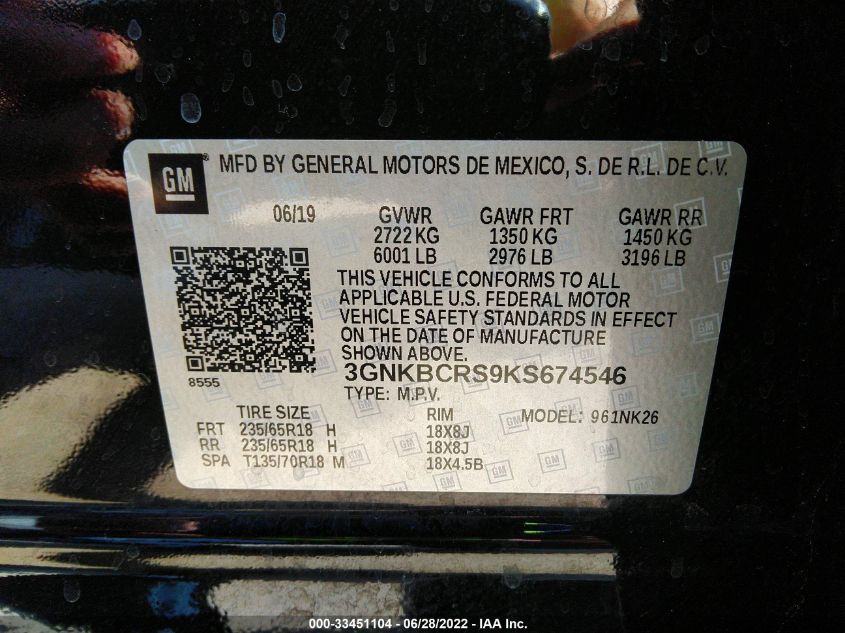 GM ® MFD BY GENERAL MOTORS DE MEXICO, S. DE R.L. DE C.V.
06/19 GVWR GAWR FRT GAWR RR
2722 KG 1350 KG 1450 KG
6001 LB 2976 LB 3196 LB
THIS VEHICLE CONFORMS TO ALL
APPLICABLE U.S. FEDERAL MOTOR
VEHICLE SAFETY STANDARDS IN EFFECT
ON THE DATE OF MANUFACTURE
SHOWN ABOVE.
8555
3GNKBCRS9KS674546
TYPE: M.P.V.
TIRE SIZE RIM MODEL: 961NK26
FRT 235/65R18 H 18X8J
RR 235/65R18 H 18X8J
SPA T135/70R18 M 18X4.5B
000-33451104 - 06/28/2022 - IAA Inc.